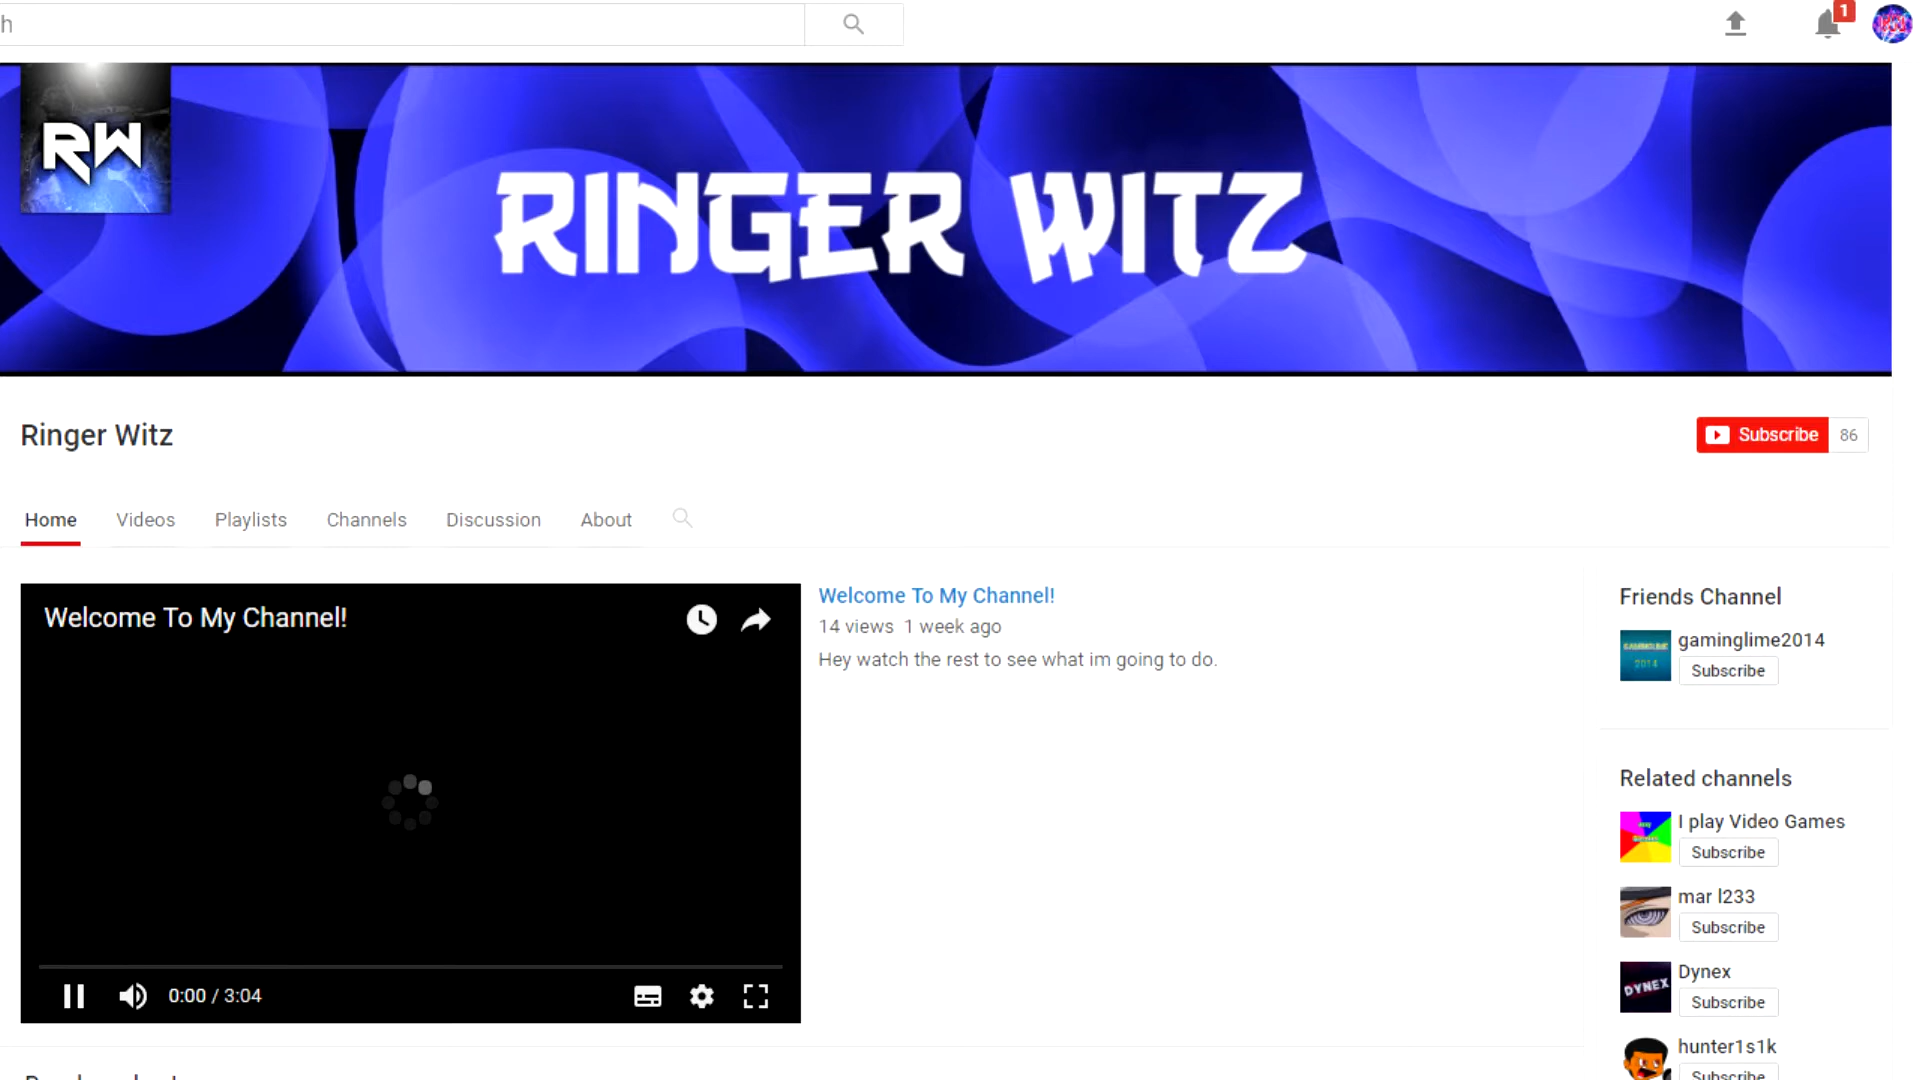 h
1
RW
RINGER WITZ
Ringer Witz
Subscribe 86
Home Videos Playlists Channels Discussion About
Welcome To My Channel!
0:00 / 3:04
Welcome To My Channel!
14 views 1 week ago
Hey watch the rest to see what im going to do.
Friends Channel
GAMINGLIME
2014
gaminglime2014
Subscribe
Related channels
I play Video Games
Subscribe
mar l233
Subscribe
DYNEX
Dynex
Subscribe
hunter1s1k
Subscribe